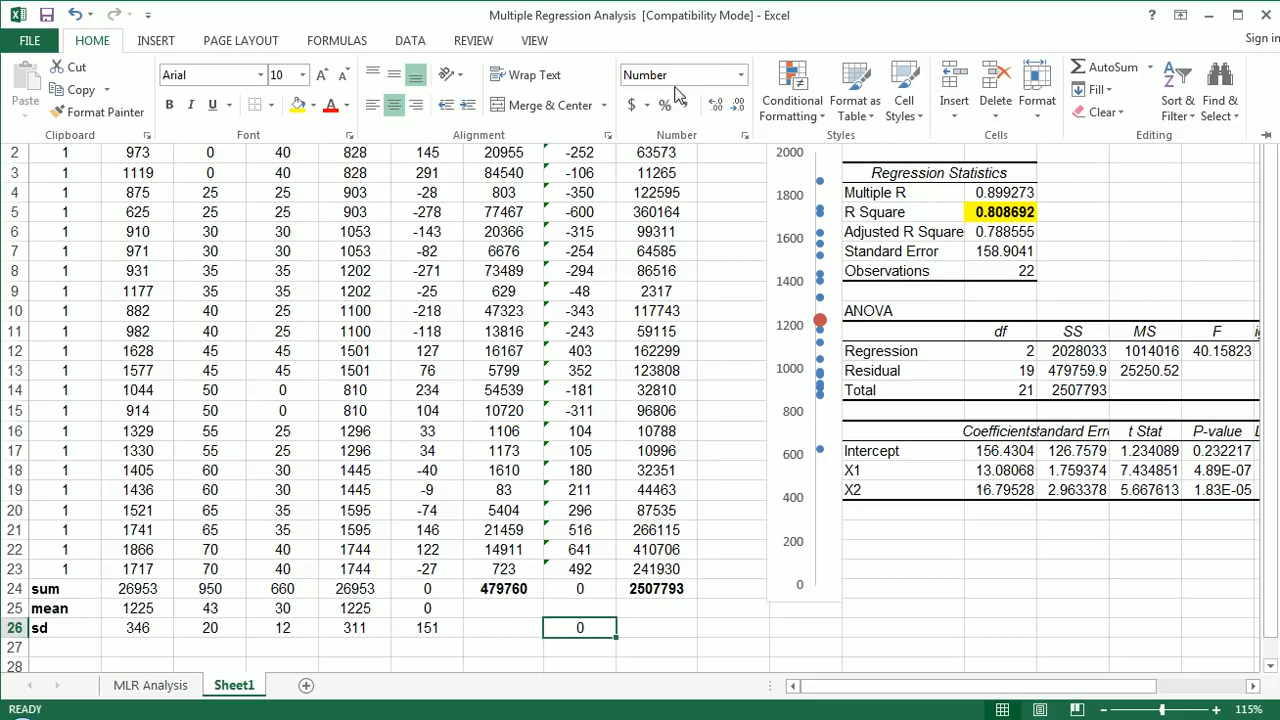 Multiple Regression Analysis [Compatibility Mode] - Excel
Sign in
FILE HOME INSERT PAGE LAYOUT FORMULAS DATA REVIEW VIEW
Paste Cut Copy Format Painter Clipboard
Arial 10 B I U Font
Wrap Text Merge & Center Alignment
Number $ % Number
Conditional Formatting Format as Table Cell Styles Styles
Insert Delete Format Cells
AutoSum Fill Clear Sort & Filter Find & Select Editing
2 1 973 0 40 828 145 20955 -252 63573
3 1 1119 0 40 828 291 84540 -106 11265
4 1 875 25 25 903 -28 803 -350 122595
5 1 625 25 25 903 -278 77467 -600 360164
6 1 910 30 30 1053 -143 20366 -315 99311
7 1 971 30 30 1053 -82 6676 -254 64585
8 1 931 35 35 1202 -271 73489 -294 86516
9 1 1177 35 35 1202 -25 629 -48 2317
10 1 882 40 25 1100 -218 47323 -343 117743
11 1 982 40 25 1100 -118 13816 -243 59115
12 1 1628 45 45 1501 127 16167 403 162299
13 1 1577 45 45 1501 76 5799 352 123808
14 1 1044 50 0 810 234 54539 -181 32810
15 1 914 50 0 810 104 10720 -311 96806
16 1 1329 55 25 1296 33 1106 104 10788
17 1 1330 55 25 1296 34 1173 105 10996
18 1 1405 60 30 1445 -40 1610 180 32351
19 1 1436 60 30 1445 -9 83 211 44463
20 1 1521 65 35 1595 -74 5404 296 87535
21 1 1741 65 35 1595 146 21459 516 266115
22 1 1866 70 40 1744 122 14911 641 410706
23 1 1717 70 40 1744 -27 723 492 241930
24 sum 26953 950 660 26953 0 479760 0 2507793
25 mean 1225 43 30 1225 0
26 sd 346 20 12 311 151 0
27
28
2000
1800
1600
1400
1200
1000
800
600
400
200
0
Regression Statistics
Multiple R 0.899273
R Square 0.808692
Adjusted R Square 0.788555
Standard Error 158.9041
Observations 22
ANOVA
df SS MS F
Regression 2 2028033 1014016 40.15823
Residual 19 479759.9 25250.52
Total 21 2507793
Coefficients tandard Erro t Stat P-value
Intercept 156.4304 126.7579 1.234089 0.232217
X1 13.08068 1.759374 7.434851 4.89E-07
X2 16.79528 2.963378 5.667613 1.83E-05
MLR Analysis Sheet1
READY 115%